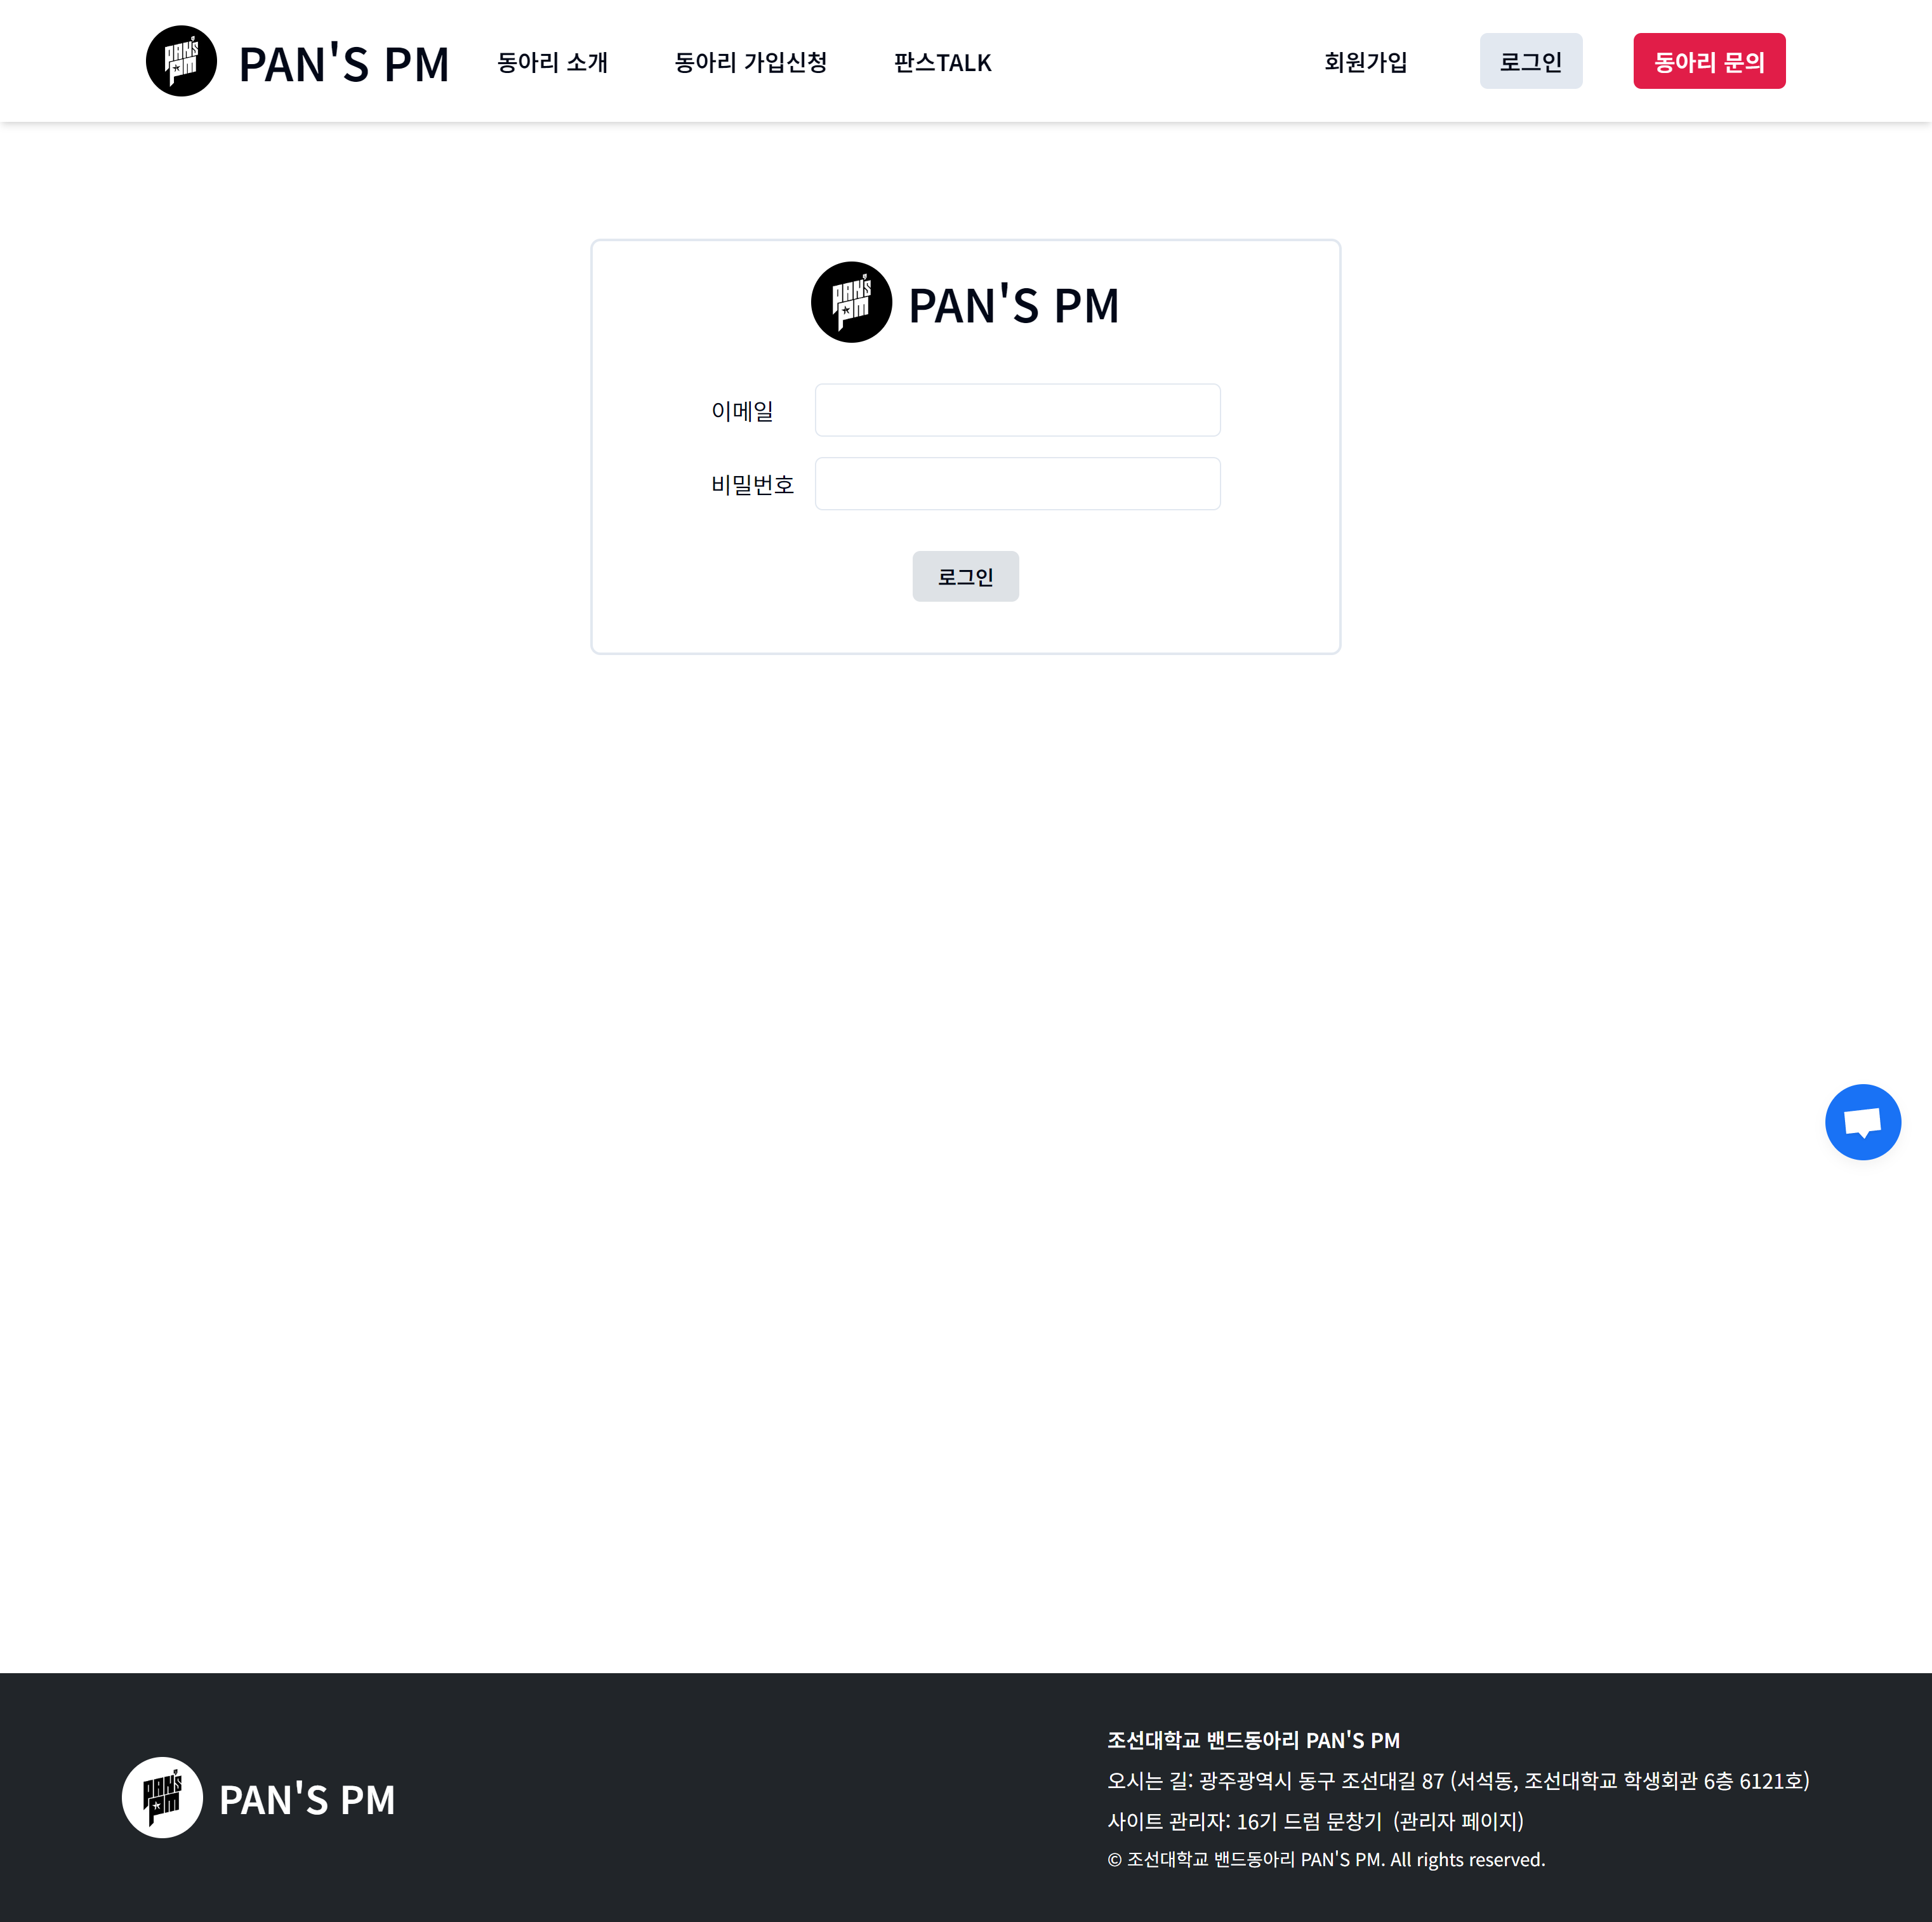 PAN'S PM
PAN'S PM 동아리 소개 동아리 가입신청 판스TALK 회원가입 로그인 동아리 문의
PAN'S PM
PAN'S PM
이메일
비밀번호
로그인
조선대학교 밴드동아리 PAN'S PM
오시는 길: 광주광역시 동구 조선대길 87 (서석동, 조선대학교 학생회관 6층 6121호)
PAN'S PM
PAN'S PM
사이트 관리자: 16기 드럼 문창기 (관리자 페이지)
© 조선대학교 밴드동아리 PAN'S PM. All rights reserved.